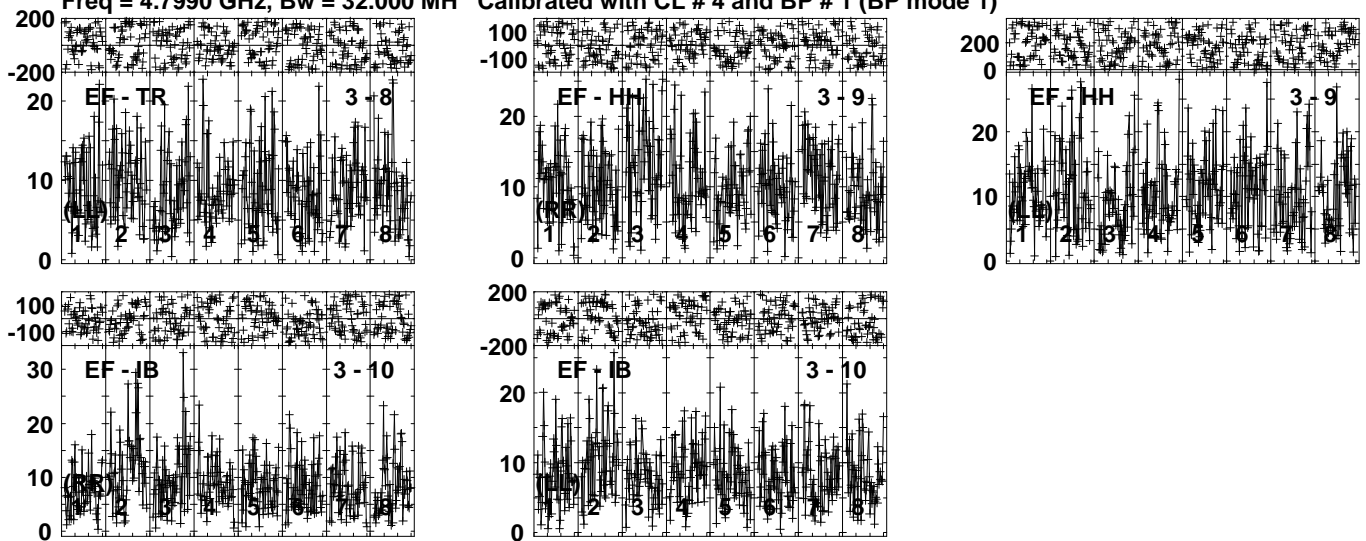 Freq = 4.7990 GHz, Bw = 32.000 MH Calibrated with CL # 4 and BP # 1 (BP mode 1)
200
-200
20
10
0
EF - TR 3 - 8
(LL)
1 2 3 4 5 6 7 8
100
-100
20
10
0
EF - HH 3 - 9
(RR)
1 2 3 4 5 6 7 8
200
0
20
10
0
EF - HH 3 - 9
(LL)
1 2 3 4 5 6 7 8
100
-100
30
20
10
0
EF - IB 3 - 10
(RR)
1 2 3 4 5 6 7 8
200
-200
20
10
0
EF - IB 3 - 10
(LL)
1 2 3 4 5 6 7 8